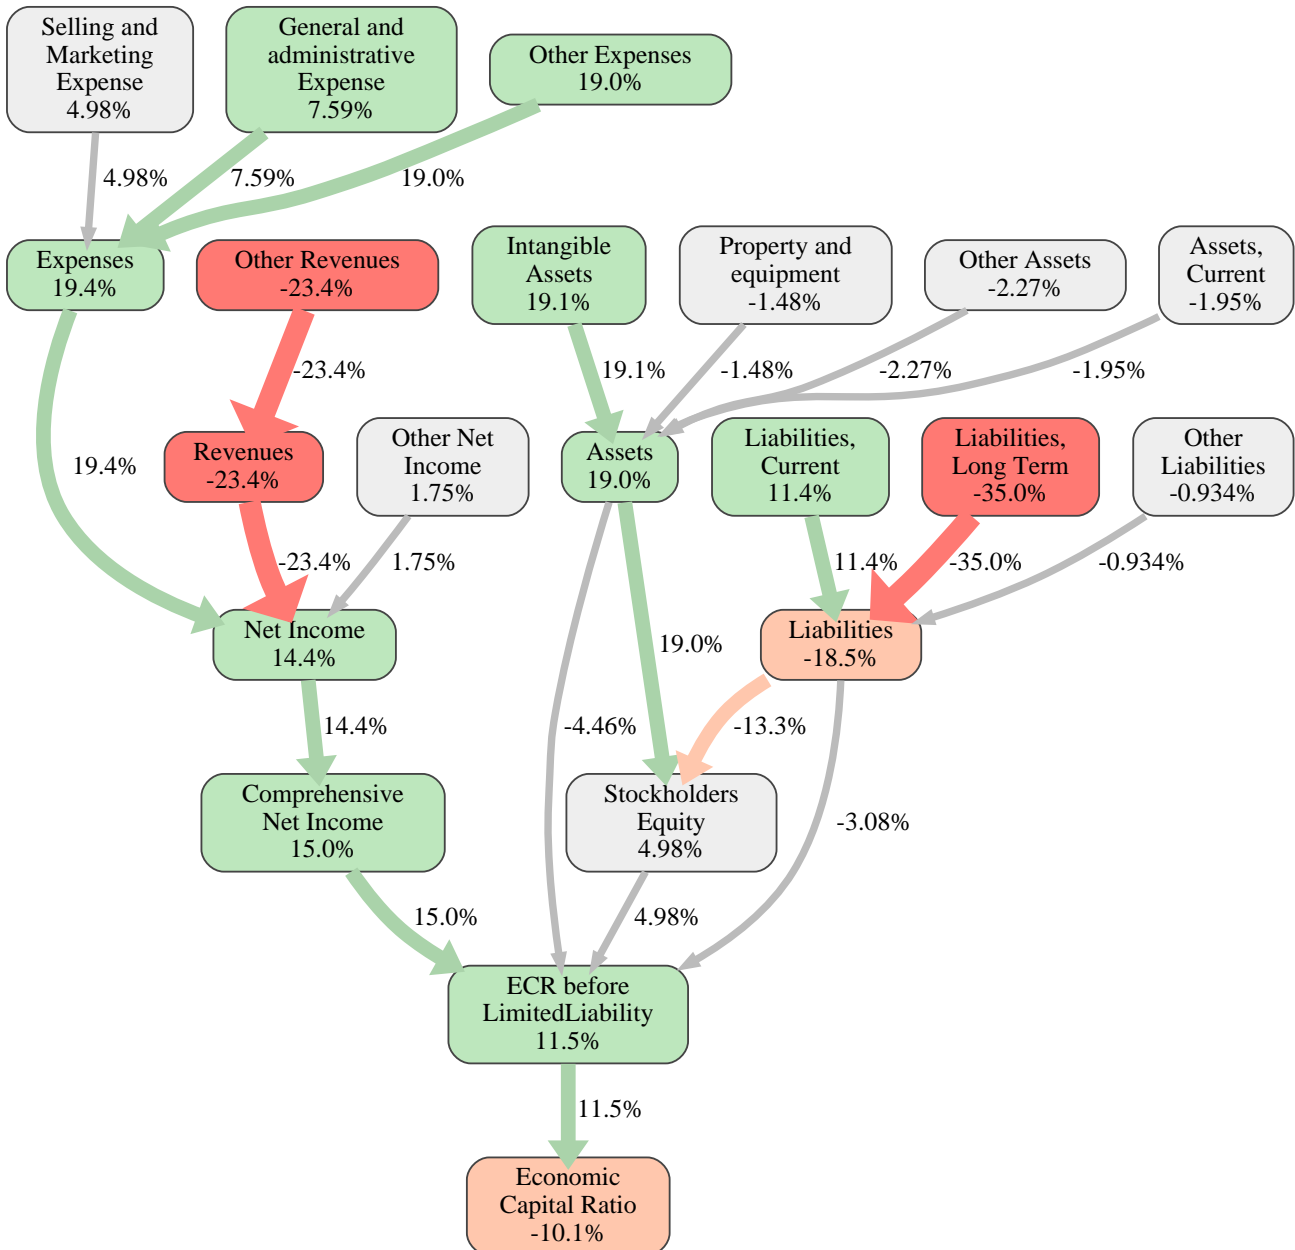 Selling and
Marketing
Expense
4.98%
General and
administrative
Expense
7.59%
Other Expenses
19.0%
4.98%
7.59%
19.0%
Expenses
19.4%
Other Revenues
-23.4%
Intangible
Assets
19.1%
Property and
equipment
-1.48%
Other Assets
-2.27%
Assets,
Current
-1.95%
-23.4%
19.1%
-1.48%
-2.27%
-1.95%
19.4%
Revenues
-23.4%
Other Net
Income
1.75%
Assets
19.0%
Liabilities,
Current
11.4%
Liabilities,
Long Term
-35.0%
Other
Liabilities
-0.934%
-23.4%
1.75%
11.4%
-35.0%
-0.934%
Net Income
14.4%
19.0%
Liabilities
-18.5%
14.4%
-4.46%
-13.3%
Comprehensive
Net Income
15.0%
Stockholders
Equity
4.98%
-3.08%
15.0%
4.98%
ECR before
LimitedLiability
11.5%
11.5%
Economic
Capital Ratio
-10.1%